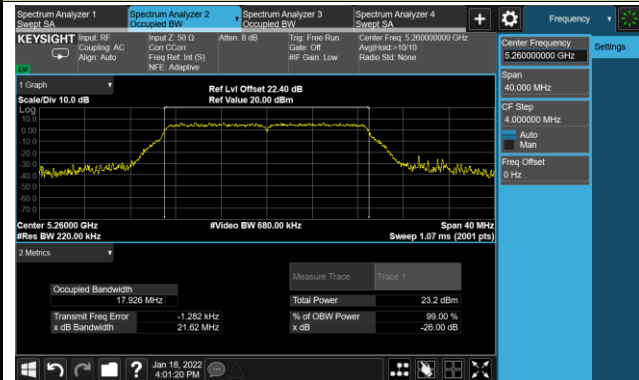 Spectrum Analyzer 1
Swept SA
Spectrum Analyzer 2
Occupied BW
Spectrum Analyzer 3
Occupied BW
Spectrum Analyzer 4
Swept SA
+
Frequency
KEYSIGHT
Input: RF
Coupling: AC
Align: Auto
Input Z: 50 Ω
Corr CCorr
Freq Ref: Int (S)
NFE: Adaptive
Atten: 8 dB
Trig: Free Run
Gate: Off
#IF Gain: Low
Center Freq: 5.260000000 GHz
Avg|Hold:>10/10
Radio Std: None
Center Frequency
5.260000000 GHz
Settings
Span
40.000 MHz
CF Step
4.000000 MHz
Auto
Man
Freq Offset
0 Hz
1 Graph
Scale/Div 10.0 dB
Ref Lvl Offset 22.40 dB
Ref Value 20.00 dBm
Log
10.0
0.00
-10.0
-20.0
-30.0
-40.0
-50.0
-60.0
-70.0
Center 5.26000 GHz
#Res BW 220.00 kHz
#Video BW 680.00 kHz
Span 40 MHz
Sweep 1.07 ms (2001 pts)
2 Metrics
Measure Trace
Trace 1
Occupied Bandwidth
17.926 MHz
Total Power 23.2 dBm
Transmit Freq Error -1.282 kHz
% of OBW Power 99.00 %
x dB Bandwidth 21.62 MHz
x dB -26.00 dB
?
Jan 18, 2022
4:01:20 PM